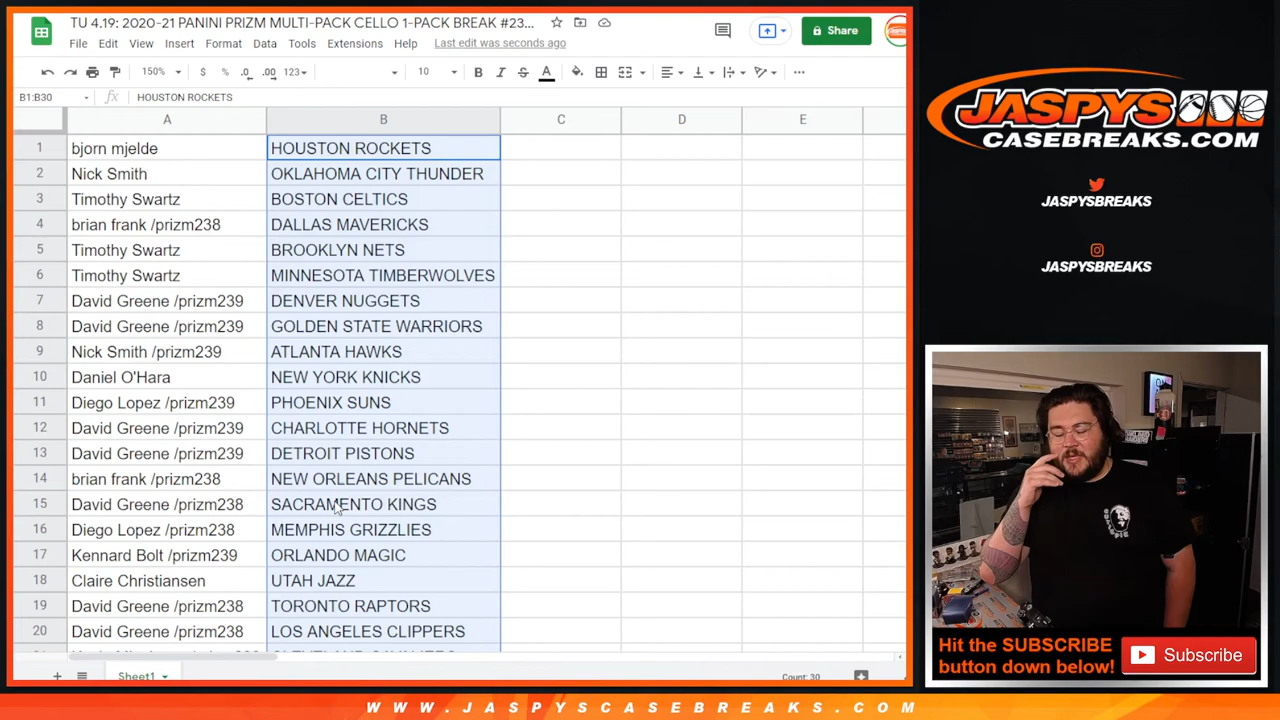 TU 4.19: 2020-21 PANINI PRIZM MULTI-PACK CELLO 1-PACK BREAK #23...
File Edit View Insert Format Data Tools Extensions Help Last edit was seconds ago
Share
150% $ % .0 .00 123 10 B I S A
B1:B30 fx HOUSTON ROCKETS
A B C D E
1 bjorn mjelde HOUSTON ROCKETS
2 Nick Smith OKLAHOMA CITY THUNDER
3 Timothy Swartz BOSTON CELTICS
4 brian frank /prizm238 DALLAS MAVERICKS
5 Timothy Swartz BROOKLYN NETS
6 Timothy Swartz MINNESOTA TIMBERWOLVES
7 David Greene /prizm239 DENVER NUGGETS
8 David Greene /prizm239 GOLDEN STATE WARRIORS
9 Nick Smith /prizm239 ATLANTA HAWKS
10 Daniel O'Hara NEW YORK KNICKS
11 Diego Lopez /prizm239 PHOENIX SUNS
12 David Greene /prizm239 CHARLOTTE HORNETS
13 David Greene /prizm239 DETROIT PISTONS
14 brian frank /prizm238 NEW ORLEANS PELICANS
15 David Greene /prizm238 SACRAMENTO KINGS
16 Diego Lopez /prizm238 MEMPHIS GRIZZLIES
17 Kennard Bolt /prizm239 ORLANDO MAGIC
18 Claire Christiansen UTAH JAZZ
19 David Greene /prizm238 TORONTO RAPTORS
20 David Greene /prizm238 LOS ANGELES CLIPPERS
Sheet1
Count: 30
JASPYS
CASEBREAKS.COM
JASPYSBREAKS
JASPYSBREAKS
Hit the SUBSCRIBE
button down below!
Subscribe
WWW.JASPYSCASEBREAKS.COM